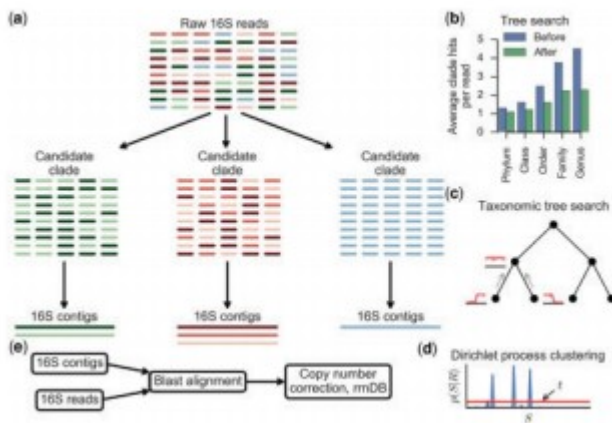 (a)
Raw 16S reads
Candidate
clade
Candidate
clade
Candidate
clade
16S contigs
16S contigs
16S contigs
(b)
Tree search
Before
After
Average clade hits
per read
5
4
3
2
1
0
Phylum
Class
Order
Family
Genus
(c)
Taxonomic tree search
(d)
Dirichlet process clustering
p(S|R)
t
S
(e)
16S contigs
16S reads
Blast alignment
Copy number
correction, rrnDB